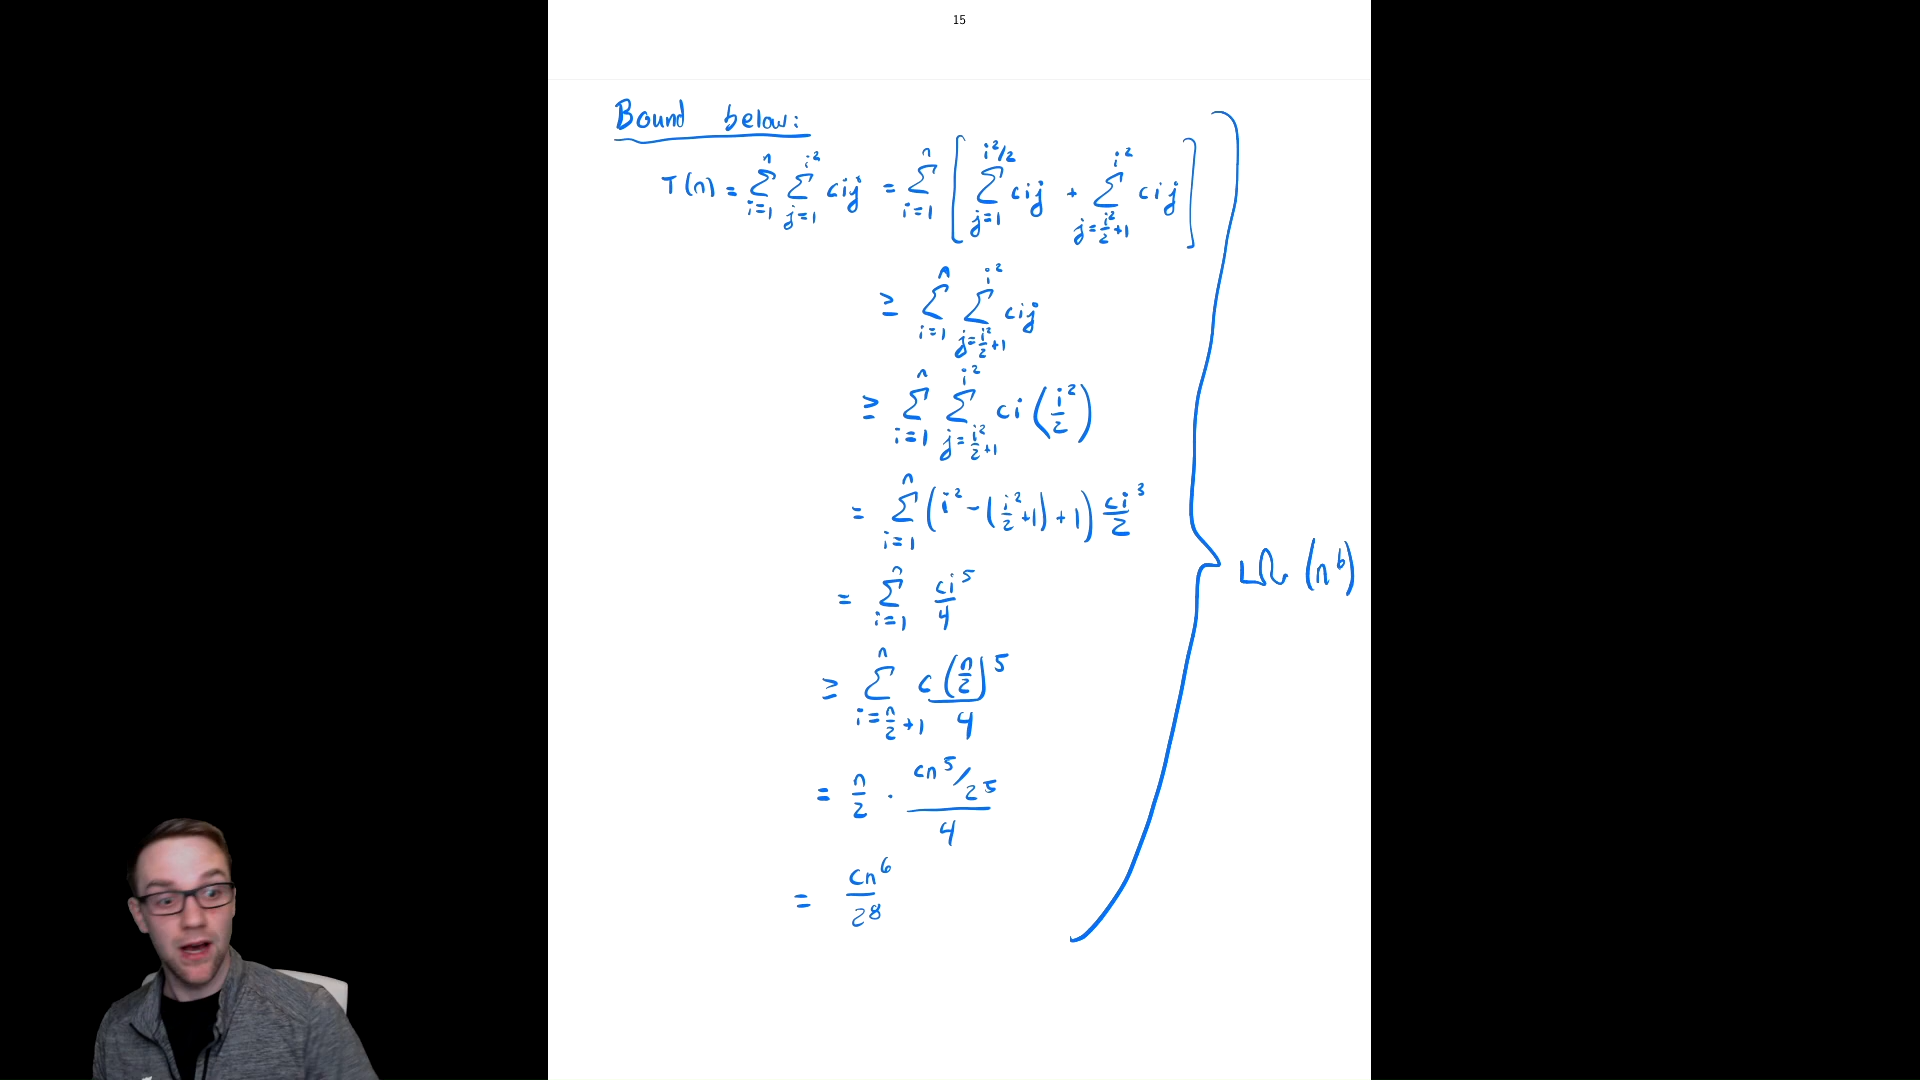 15
Bound below:
T(n) = Σ_{i=1}^{n} Σ_{j=1}^{i²} cij = Σ_{i=1}^{n} [ Σ_{j=1}^{i²/2} cij + Σ_{j=i²/2+1}^{i²} cij ]
≥ Σ_{i=1}^{n} Σ_{j=i²/2+1}^{i²} cij
≥ Σ_{i=1}^{n} Σ_{j=i²/2+1}^{i²} ci (i²/2)
= Σ_{i=1}^{n} (i² - (i²/2+1) + 1) ci³/2
= Σ_{i=1}^{n} ci⁵/4
≥ Σ_{i=n/2+1}^{n} c(n/2)⁵/4
= n/2 · (cn⁵/2⁵)/4
= cn⁶/2⁸
Ω(n⁶)